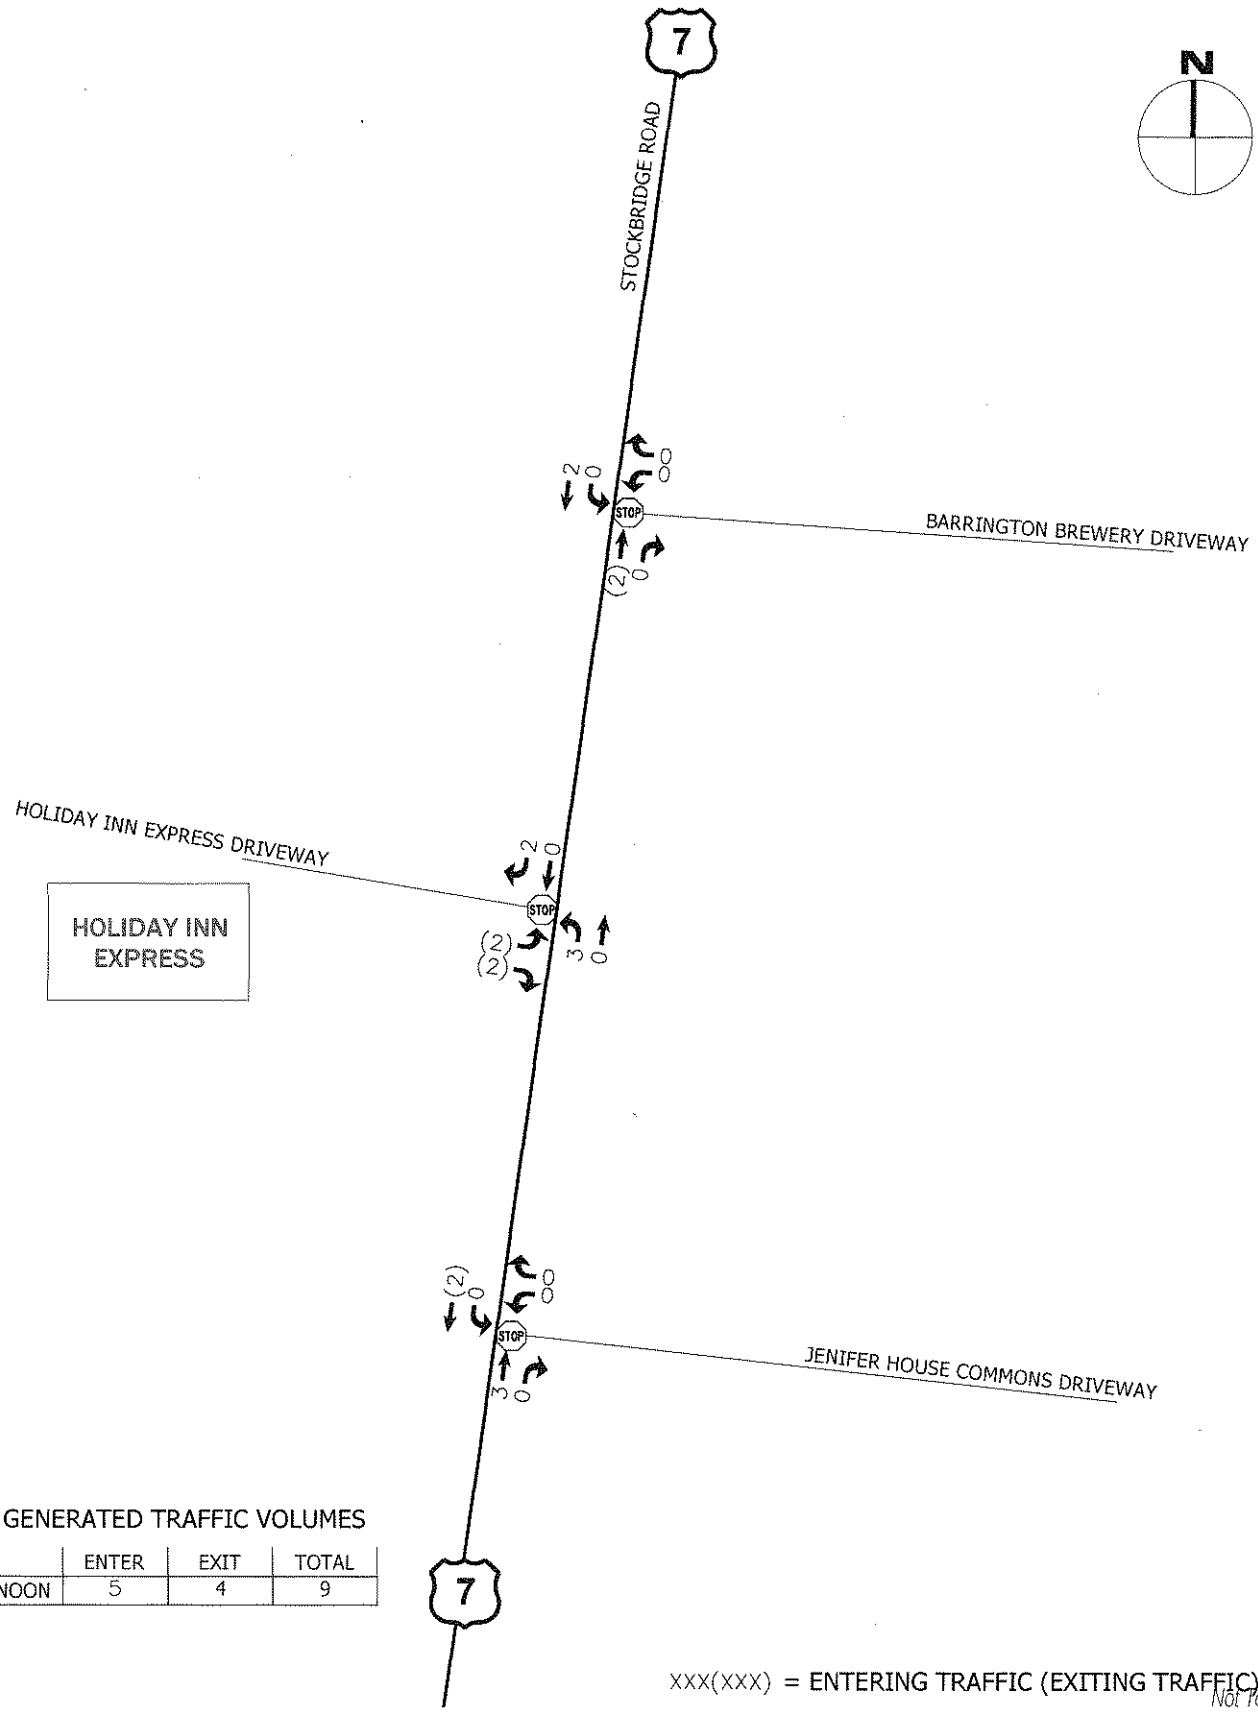 7
N
STOCKBRIDGE ROAD
2
0
0
0
STOP
BARRINGTON BREWERY DRIVEWAY
(2)
0
HOLIDAY INN EXPRESS DRIVEWAY
2
0
HOLIDAY INN
EXPRESS
STOP
(2)
(2)
3
0
(2)
0
0
0
STOP
JENIFER HOUSE COMMONS DRIVEWAY
3
0
GENERATED TRAFFIC VOLUMES
ENTER EXIT TOTAL
NOON 5 4 9
7
XXX(XXX) = ENTERING TRAFFIC (EXITING TRAFFIC)
Not